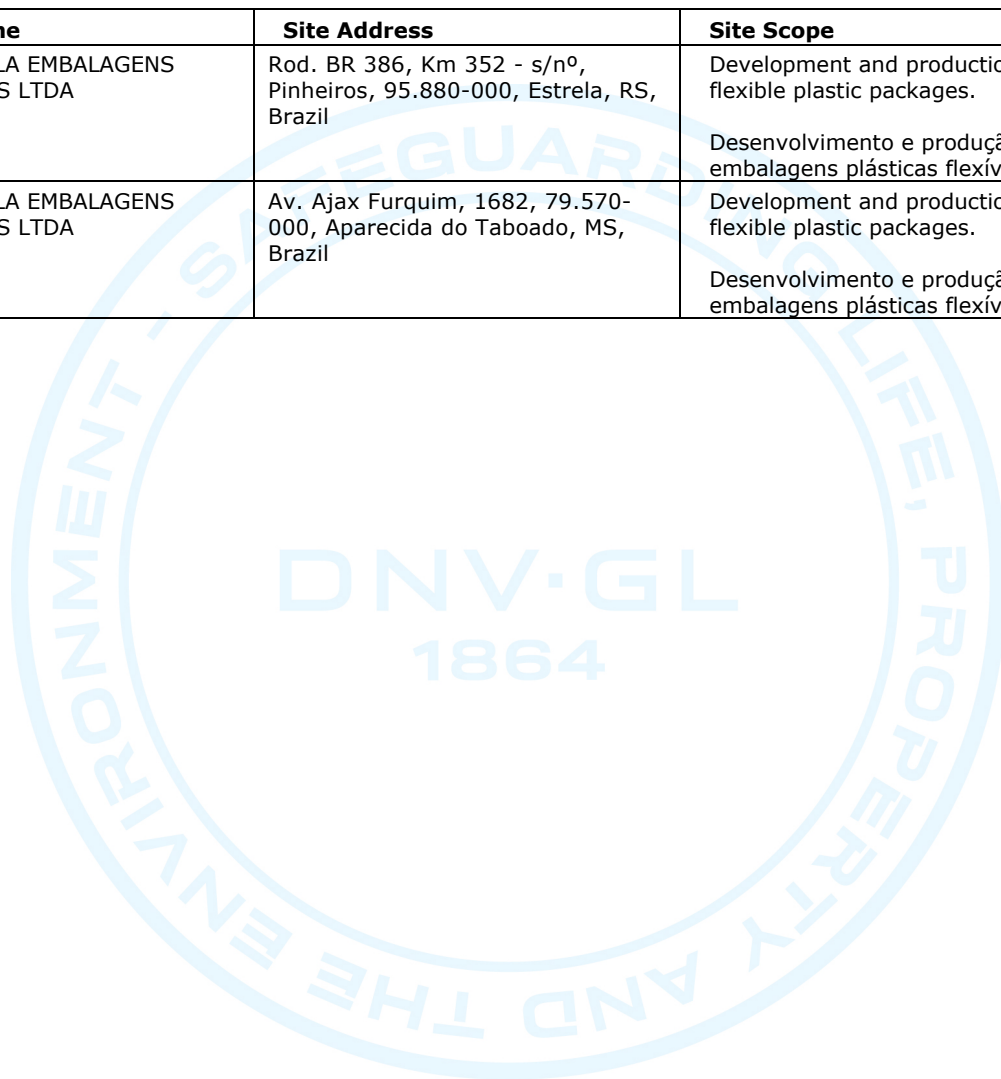 me Site Address Site Scope
LA EMBALAGENS Rod. BR 386, Km 352 - s/nº, Development and productio
S LTDA Pinheiros, 95.880-000, Estrela, RS, flexible plastic packages.
Brazil
Desenvolvimento e produçã
embalagens plásticas flexív
LA EMBALAGENS Av. Ajax Furquim, 1682, 79.570- Development and productio
S LTDA 000, Aparecida do Taboado, MS, flexible plastic packages.
Brazil
Desenvolvimento e produçã
embalagens plásticas flexív
SAFEGUARDING LIFE, PROPERTY AND THE ENVIRONMENT -
DNV·GL
1864